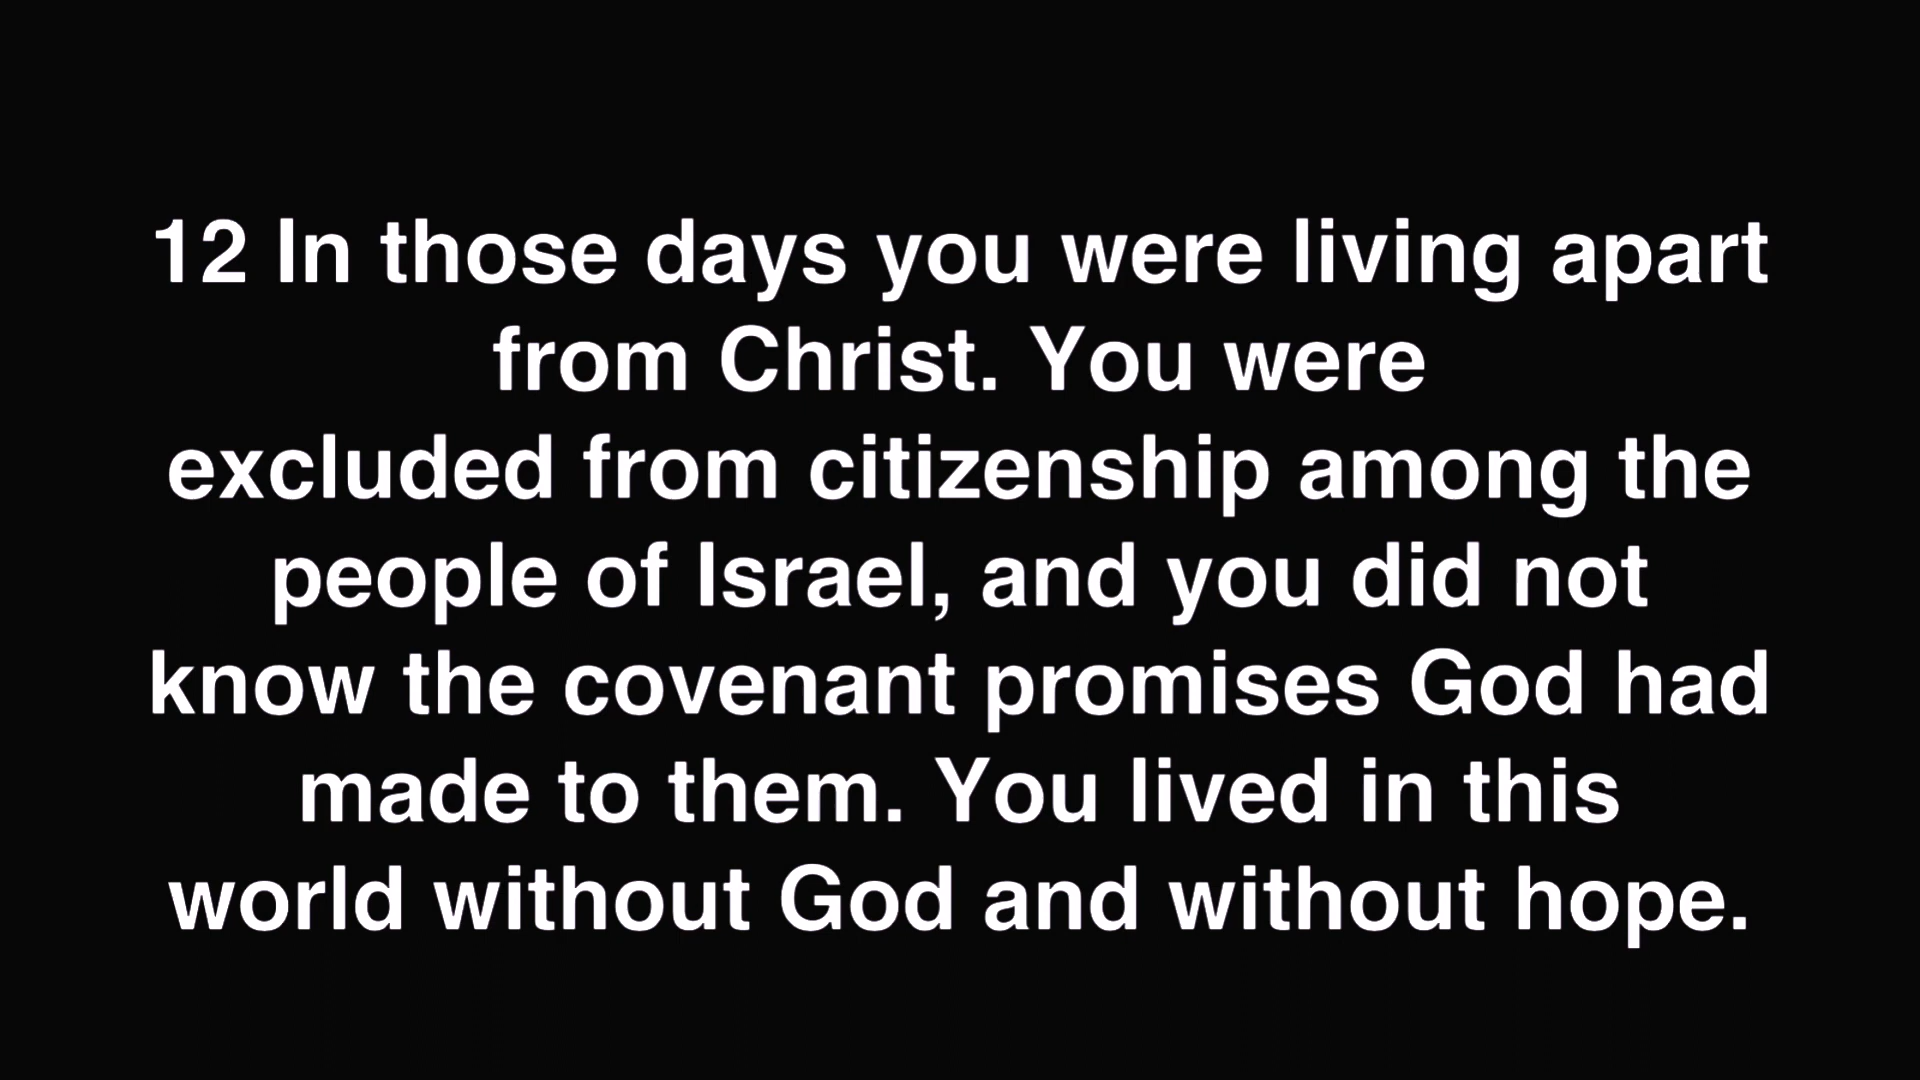 12 In those days you were living apart
from Christ. You were
excluded from citizenship among the
people of Israel, and you did not
know the covenant promises God had
made to them. You lived in this
world without God and without hope.